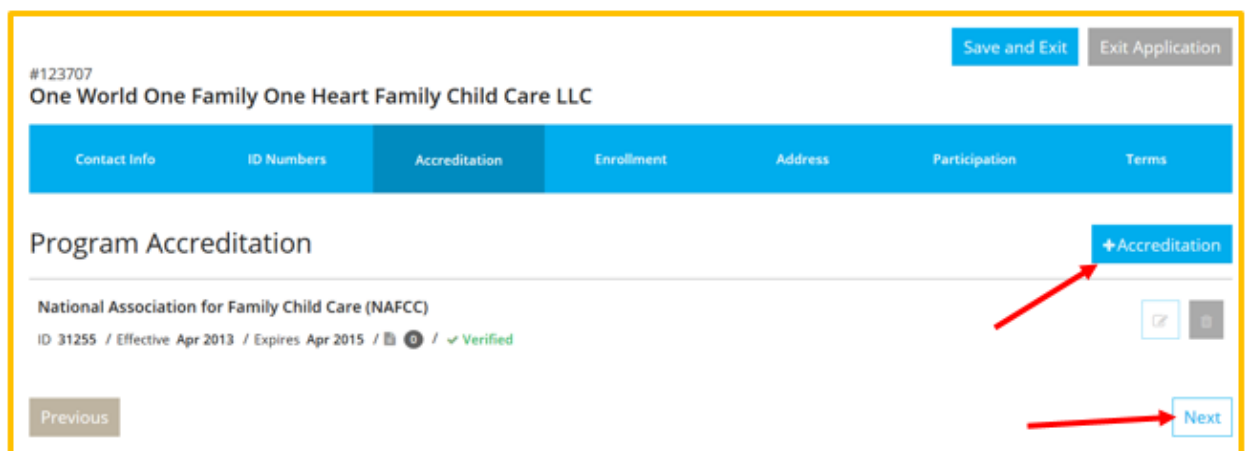 Save and Exit Exit Application
#123707
One World One Family One Heart Family Child Care LLC
Contact Info ID Numbers Accreditation Enrollment Address Participation Terms
Program Accreditation
+Accreditation
National Association for Family Child Care (NAFCC)
ID 31255 / Effective Apr 2013 / Expires Apr 2015 / 0 / ✓ Verified
Previous
Next